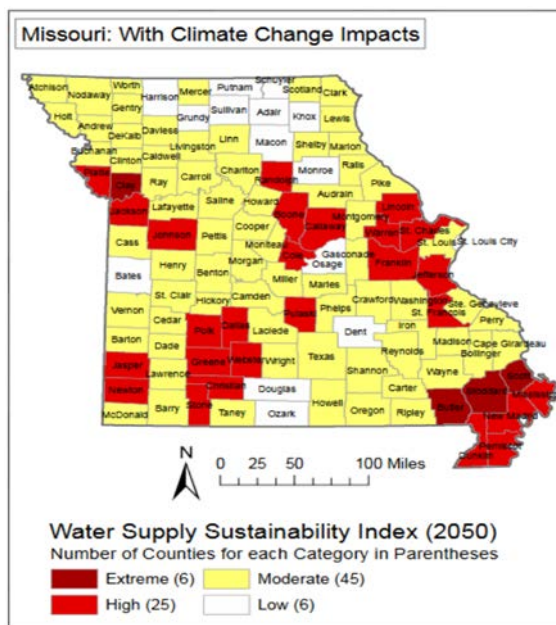 Missouri: With Climate Change Impacts
Schuyler
Atchison Worth Putnam Scotland
Nodaway Harrison Mercer Clark
Gentry Sullivan Adair Knox
Holt Grundy Lewis
Andrew DeKalb Daviess Linn Macon Shelby Marion
Livingston
Buchanan Clinton Caldwell Monroe Ralls
Chariton Randolph
Platte Clay Ray Carroll Audrain Pike
Saline Howard Boone Lincoln
Jackson Lafayette Callaway Montgomery
Cooper Warren St. Charles
Johnson Pettis Moniteau St. Louis St. Louis City
Cass Cole Gasconade
Morgan Osage Franklin Jefferson
Bates Henry Benton Miller
Maries
St. Clair Camden Crawford Washington Ste. Genevieve
Hickory Phelps St. Francois
Vernon Pulaski Perry
Cedar Dallas Laclede Iron
Polk Dent Madison Cape Girardeau
Barton Dade Reynolds Bollinger
Greene Webster Wright Texas Wayne
Jasper Lawrence Shannon Scott
Christian Carter Stoddard Mississippi
Newton Douglas Butler
Stone Howell New Madrid
McDonald Barry Taney Ozark Oregon Ripley
Pemiscot
Dunklin
N
0 25 50 100 Miles
Water Supply Sustainability Index (2050)
Number of Counties for each Category in Parentheses
Extreme (6) Moderate (45)
High (25) Low (6)